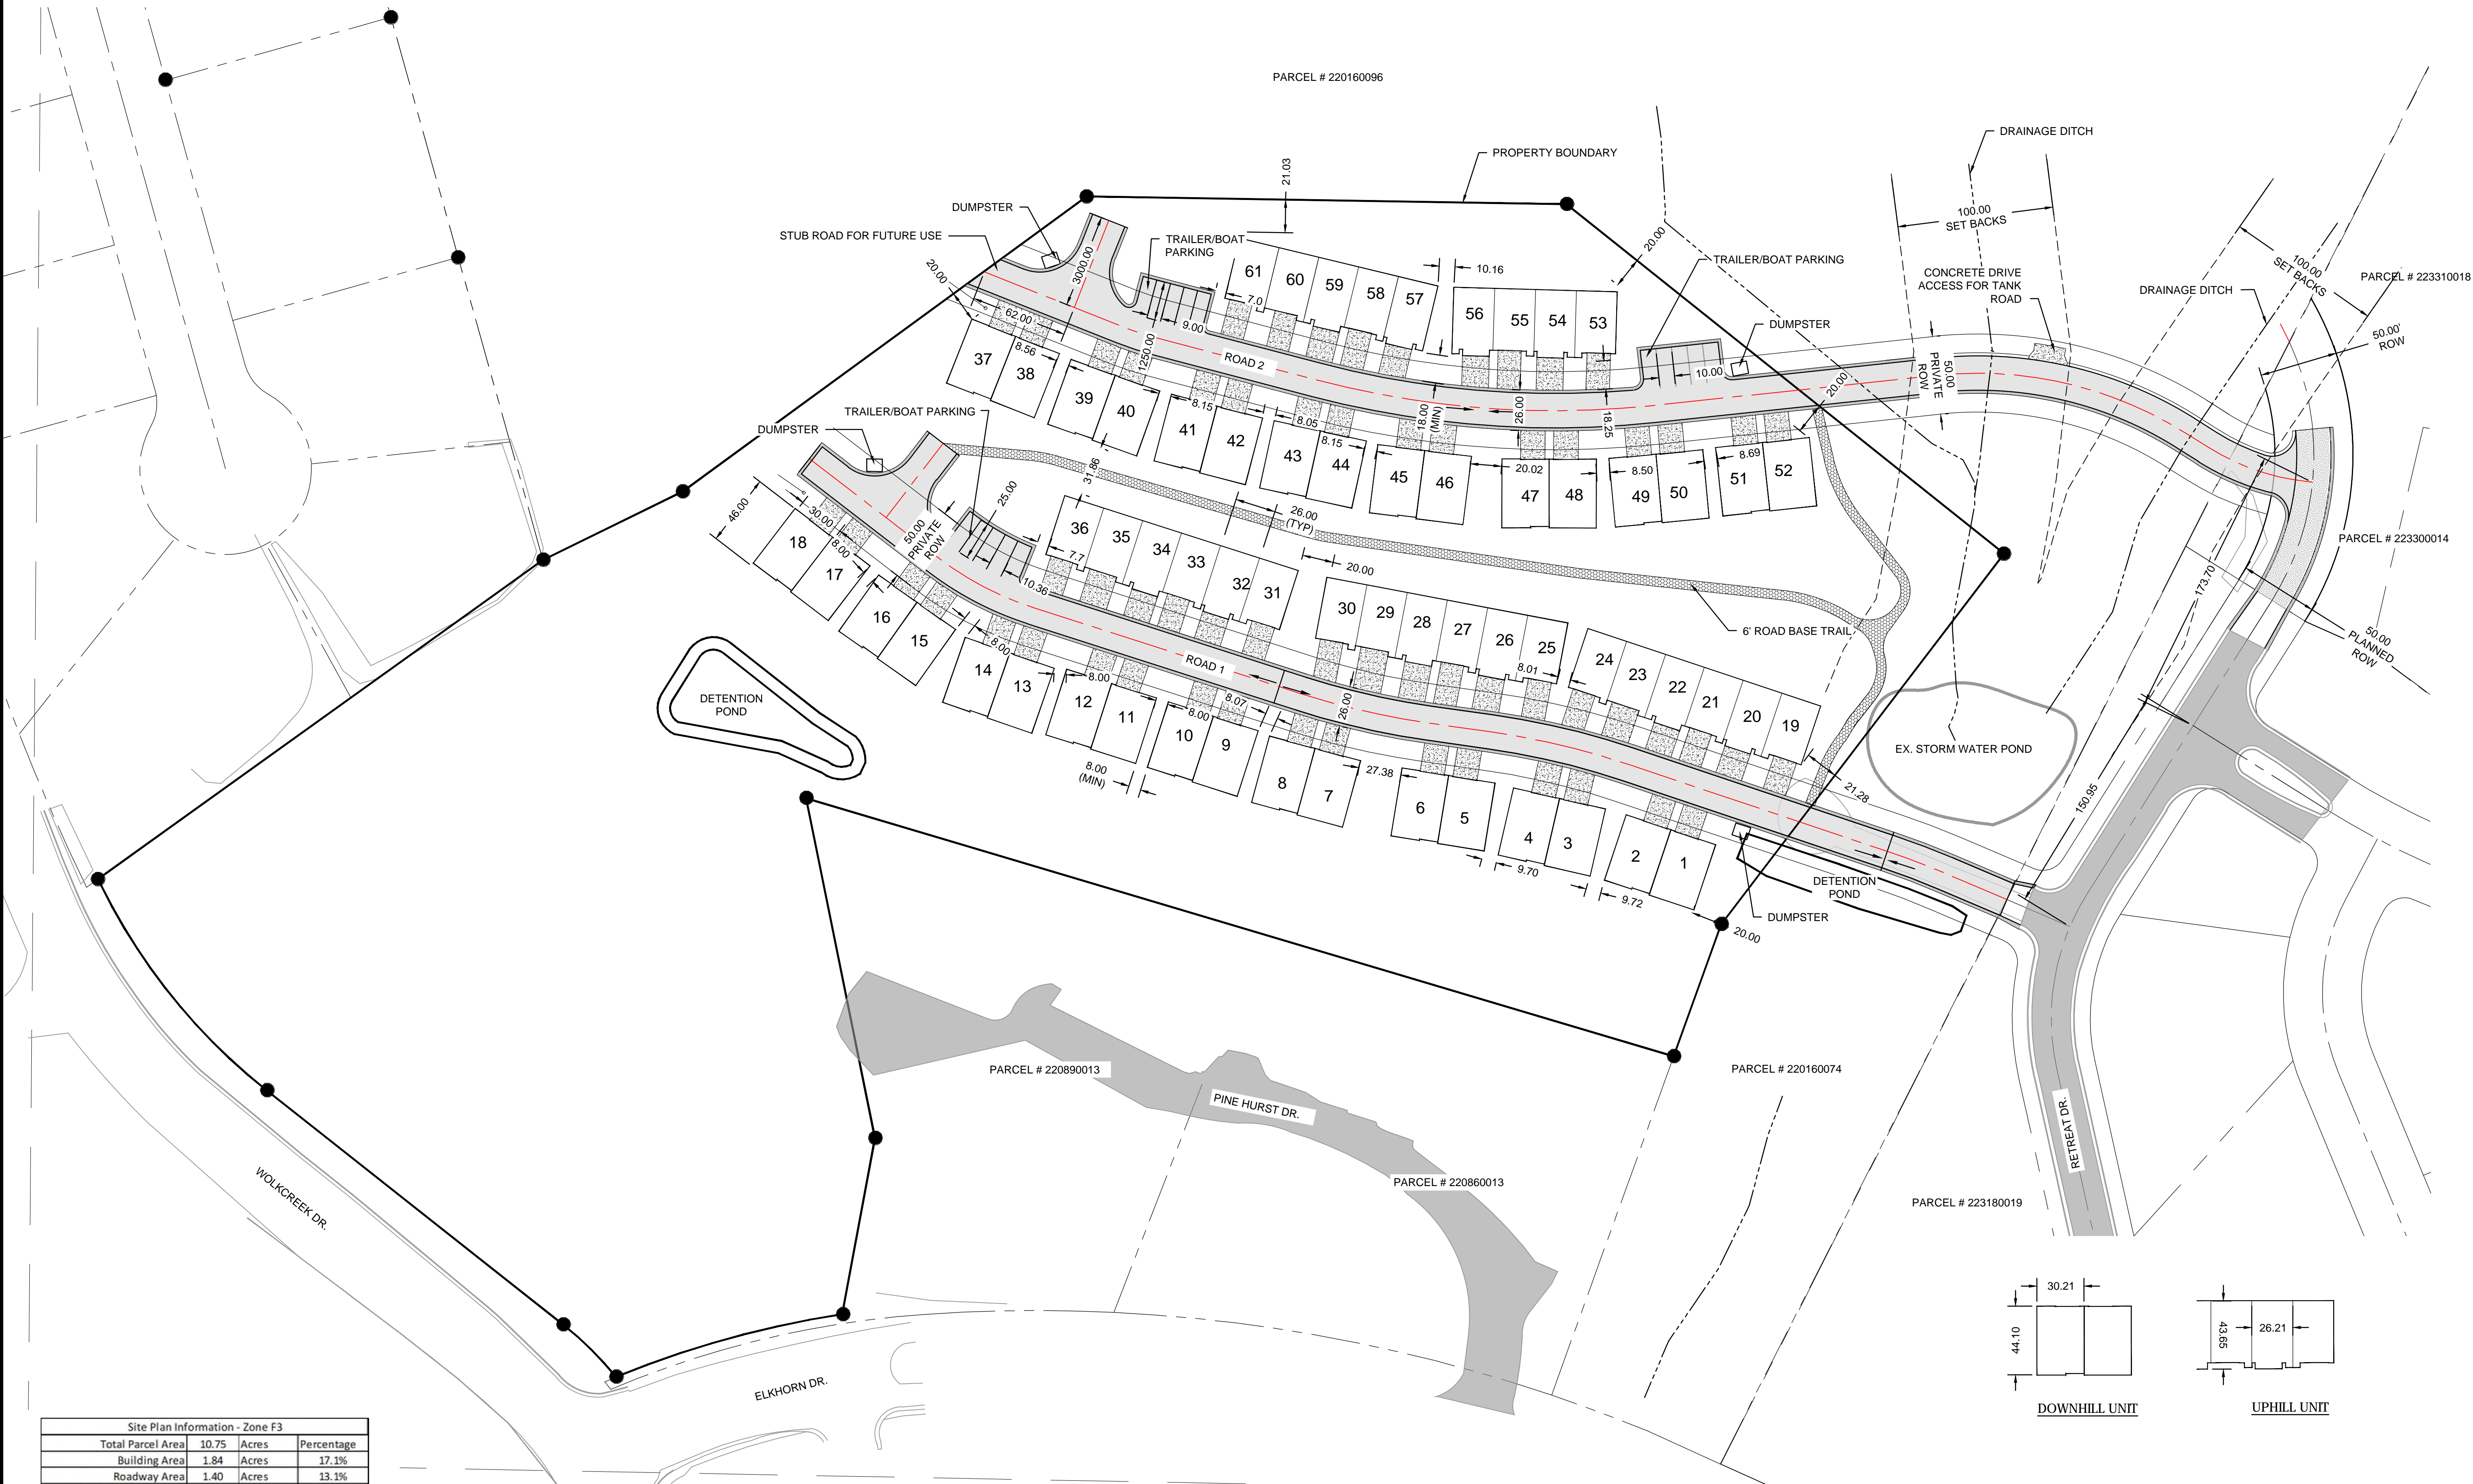 PARCEL # 220160096
DRAINAGE DITCH
PROPERTY BOUNDARY
21.03
DUMPSTER
STUB ROAD FOR FUTURE USE
TRAILER/BOAT
PARKING
3000.00
20.00
62.00
9.00
1250.00
7.0
61
60
59
58
57
10.16
56
55
54
53
20.00
TRAILER/BOAT PARKING
DUMPSTER
10.00
100.00
SET BACKS
CONCRETE DRIVE
ACCESS FOR TANK
ROAD
DRAINAGE DITCH
100.00
SET BACKS
PARCEL # 223310018
50.00'
ROW
50.00
PRIVATE
ROW
20.00
ROAD 2
18.00
(MIN)
26.00
18.25
37
8.56
38
39
40
8.15
41
42
8.05
8.15
43
44
45
46
20.02
47
48
8.50
49
50
8.69
51
52
TRAILER/BOAT PARKING
DUMPSTER
31.86
25.00
46.00
30.00
8.00
50.00
PRIVATE
ROW
10.36
7.7
36
35
34
33
32
31
26.00
(TYP)
20.00
6' ROAD BASE TRAIL
PARCEL # 223300014
173.70
50.00
PLANNED
ROW
18
17
16
15
8.00
14
13
8.00
12
11
8.00
10
9
8.07
8
7
8.00
(MIN)
ROAD 1
26.00
30
29
28
27
26
25
8.01
24
23
22
21
20
19
DETENTION
POND
27.38
6
5
9.70
4
3
9.72
2
1
20.00
21.28
EX. STORM WATER POND
150.95
DETENTION
POND
DUMPSTER
PARCEL # 220890013
PINE HURST DR.
PARCEL # 220160074
PARCEL # 220860013
PARCEL # 223180019
RETREAT DR.
WOLKCREEK DR.
ELKHORN DR.
30.21
44.10
DOWNHILL UNIT
43.65
26.21
UPHILL UNIT
Site Plan Information - Zone F3
Total Parcel Area 10.75 Acres Percentage
Building Area 1.84 Acres 17.1%
Roadway Area 1.40 Acres 13.1%